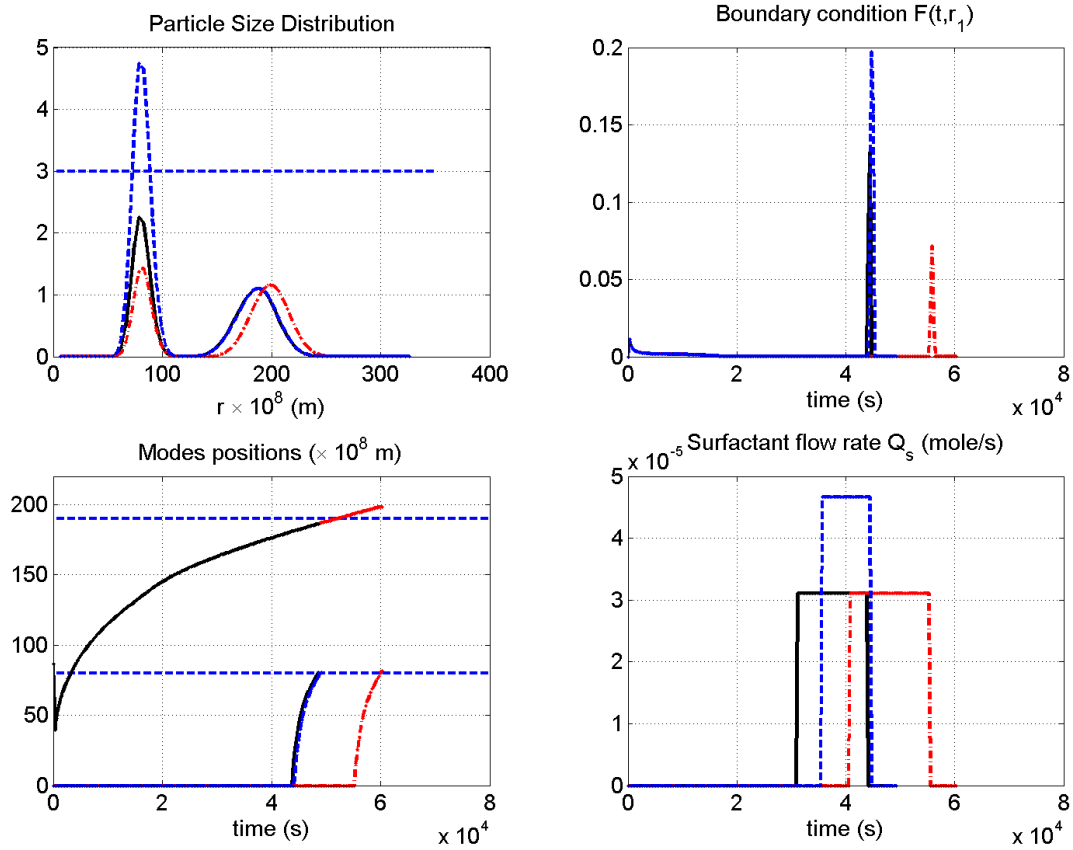 Particle Size Distribution
5
4
3
2
1
0
0 100 200 300 400
r × 10^8 (m)
Boundary condition F(t,r_1)
0.2
0.15
0.1
0.05
0
0 2 4 6 8
time (s)
x 10^4
Modes positions (× 10^8 m)
200
150
100
50
0
0 2 4 6 8
time (s)
x 10^4
Surfactant flow rate Q_s (mole/s)
x 10^-5
5
4
3
2
1
0
0 2 4 6 8
time (s)
x 10^4